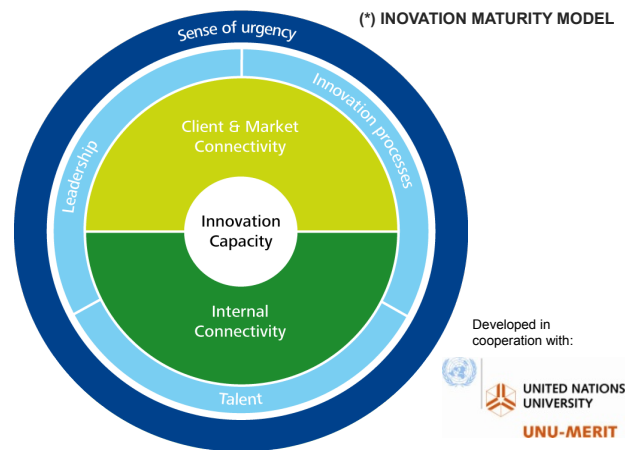 (*) INOVATION MATURITY MODEL
Sense of urgency
Leadership
Innovation processes
Client & Market
Connectivity
Innovation
Capacity
Internal
Connectivity
Talent
Developed in
cooperation with:
UNITED NATIONS
UNIVERSITY
UNU-MERIT